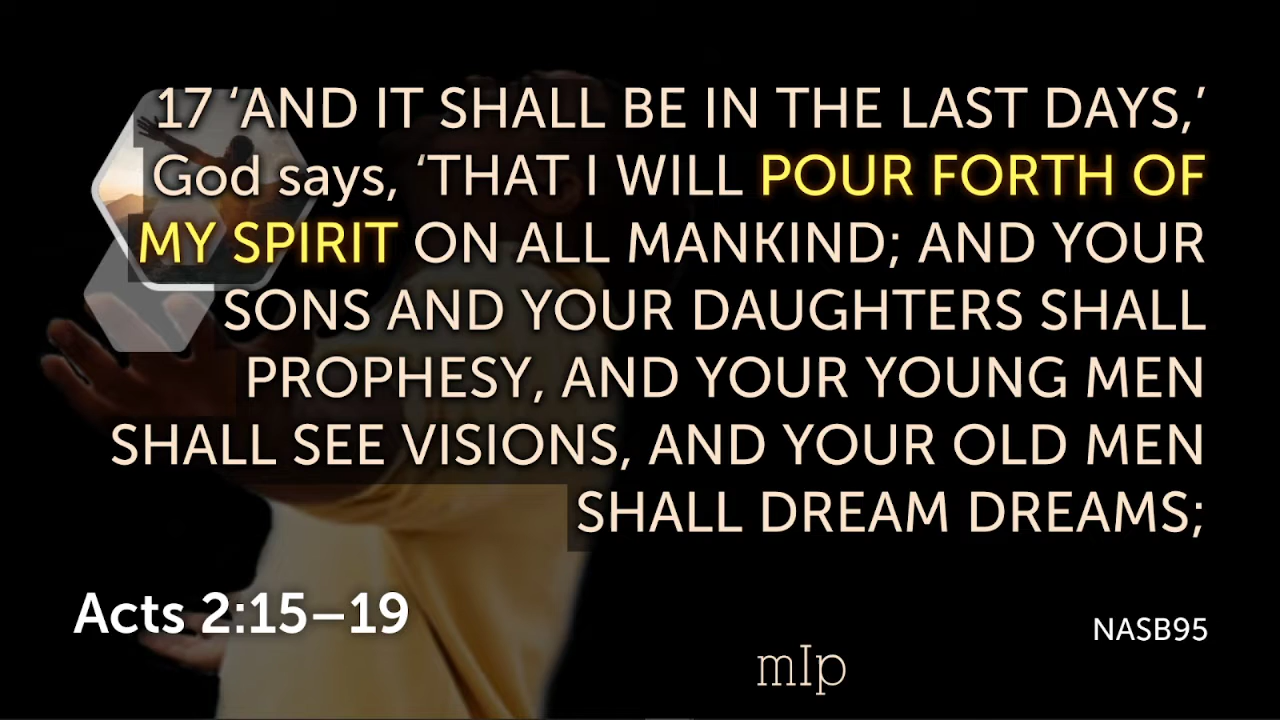 17 ‘AND IT SHALL BE IN THE LAST DAYS,’
God says, ‘THAT I WILL POUR FORTH OF
MY SPIRIT ON ALL MANKIND; AND YOUR
SONS AND YOUR DAUGHTERS SHALL
PROPHESY, AND YOUR YOUNG MEN
SHALL SEE VISIONS, AND YOUR OLD MEN
SHALL DREAM DREAMS;
Acts 2:15–19
NASB95
mIp